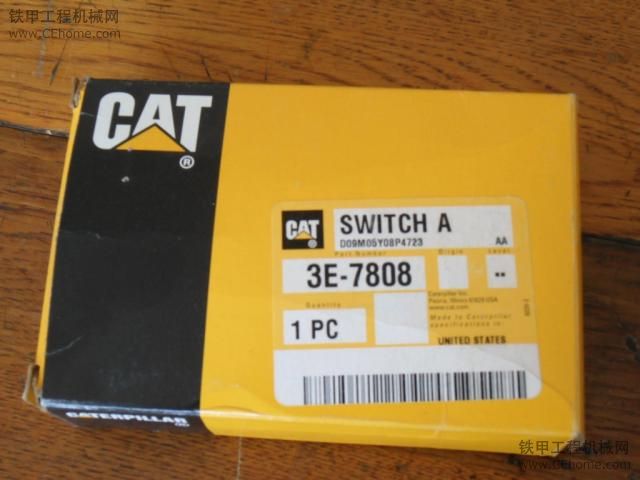 铁甲工程机械网
www.CEhome.com
CAT
®
CAT
®
SWITCH A
D09M05Y08P4723
AA
Part Number
Origin
Level
3E-7808
--
Quantity
1 PC
Caterpillar Inc.
Peoria, Illinois 61629 USA
www.cat.com
Made to Caterpillar
specifications in
UNITED STATES
CATERPILLAR
铁甲工程机械网
www.CEhome.com